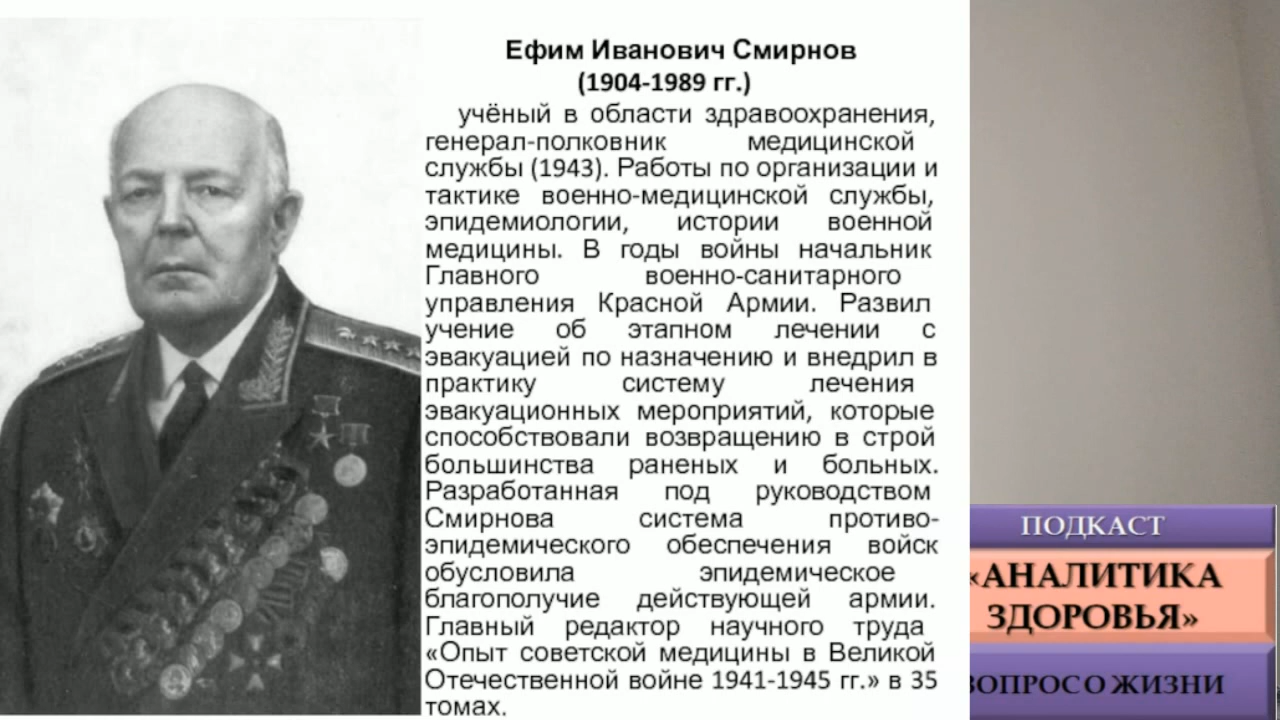 Ефим Иванович Смирнов
(1904-1989 гг.)
учёный в области здравоохранения,
генерал-полковник медицинской
службы (1943). Работы по организации и
тактике военно-медицинской службы,
эпидемиологии, истории военной
медицины. В годы войны начальник
Главного военно-санитарного
управления Красной Армии. Развил
учение об этапном лечении с
эвакуацией по назначению и внедрил в
практику систему лечения
эвакуационных мероприятий, которые
способствовали возвращению в строй
большинства раненых и больных.
Разработанная под руководством
Смирнова система противо-
эпидемического обеспечения войск
обусловила эпидемическое
благополучие действующей армии.
Главный редактор научного труда
«Опыт советской медицины в Великой
Отечественной войне 1941-1945 гг.» в 35
томах.
ПОДКАСТ
«АНАЛИТИКА
ЗДОРОВЬЯ»
ВОПРОС О ЖИЗНИ